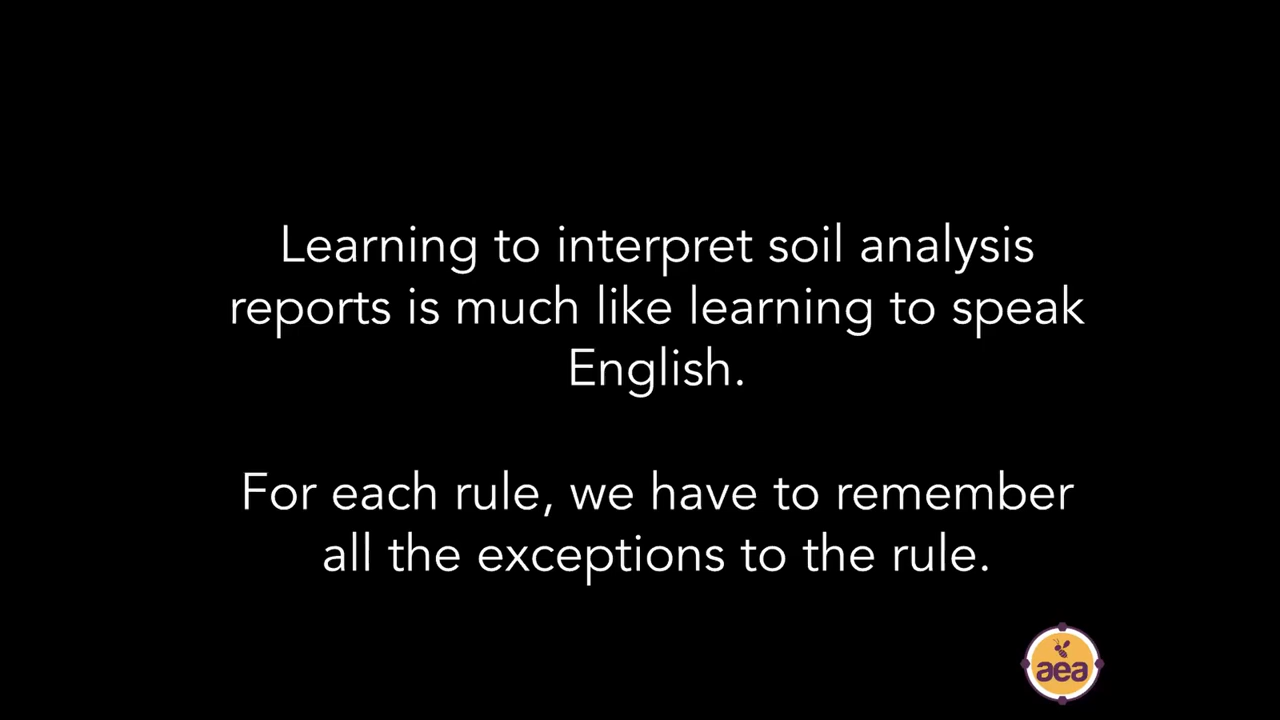 Learning to interpret soil analysis
reports is much like learning to speak
English.
For each rule, we have to remember
all the exceptions to the rule.
aea